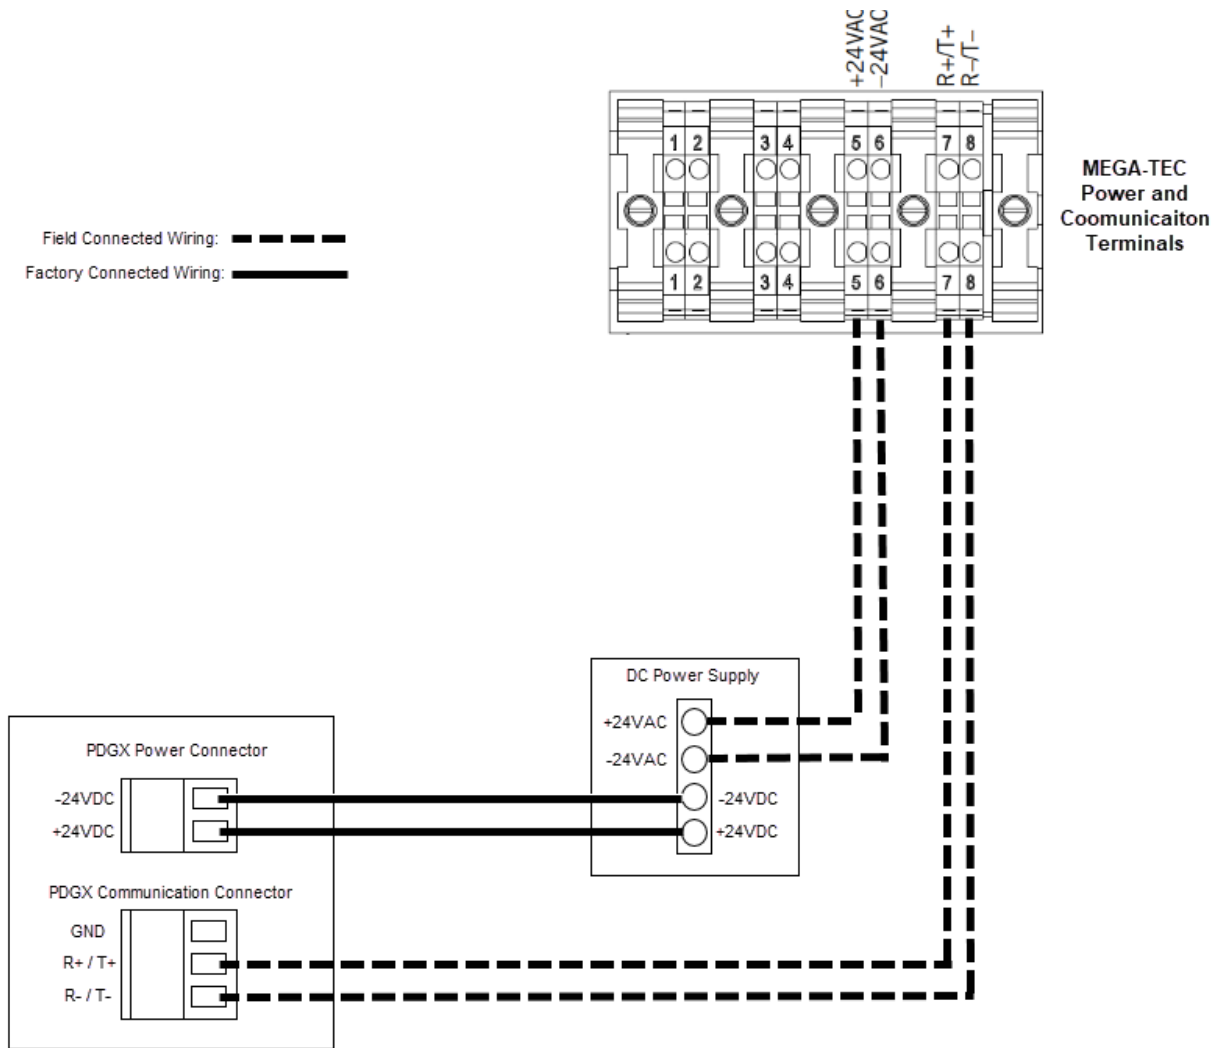 +24VAC
-24VAC
R+/T+
R-/T-
1 2 3 4 5 6 7 8
1 2 3 4 5 6 7 8
MEGA-TEC
Power and
Coomunicaiton
Terminals
Field Connected Wiring:
Factory Connected Wiring:
DC Power Supply
+24VAC
-24VAC
-24VDC
+24VDC
PDGX Power Connector
-24VDC
+24VDC
PDGX Communication Connector
GND
R+ / T+
R- / T-